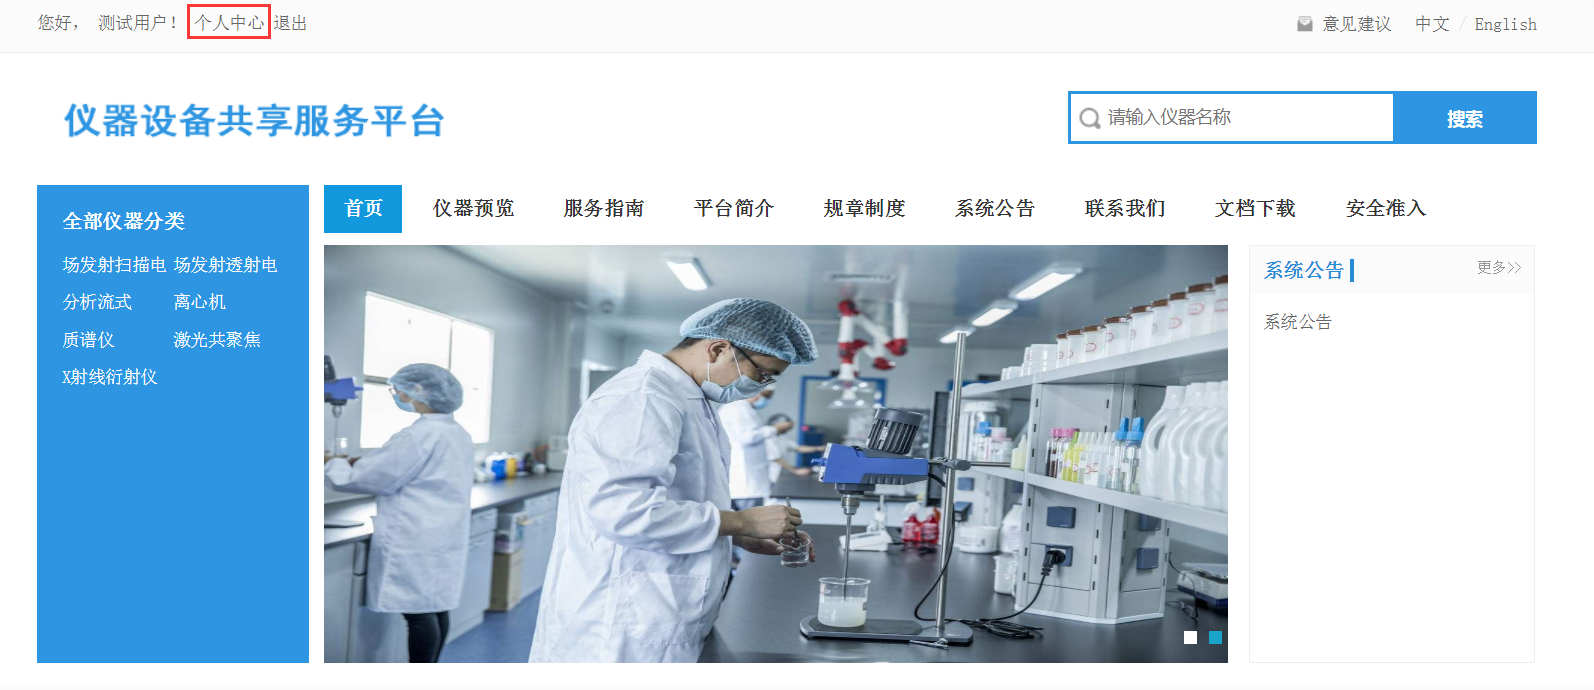 您好， 测试用户！ 个人中心 退出
意见建议 中文 / English
仪器设备共享服务平台
请输入仪器名称 搜索
首页 仪器预览 服务指南 平台简介 规章制度 系统公告 联系我们 文档下载 安全准入
全部仪器分类
场发射扫描电 场发射透射电
分析流式 离心机
质谱仪 激光共聚焦
X射线衍射仪
系统公告 更多>>
系统公告